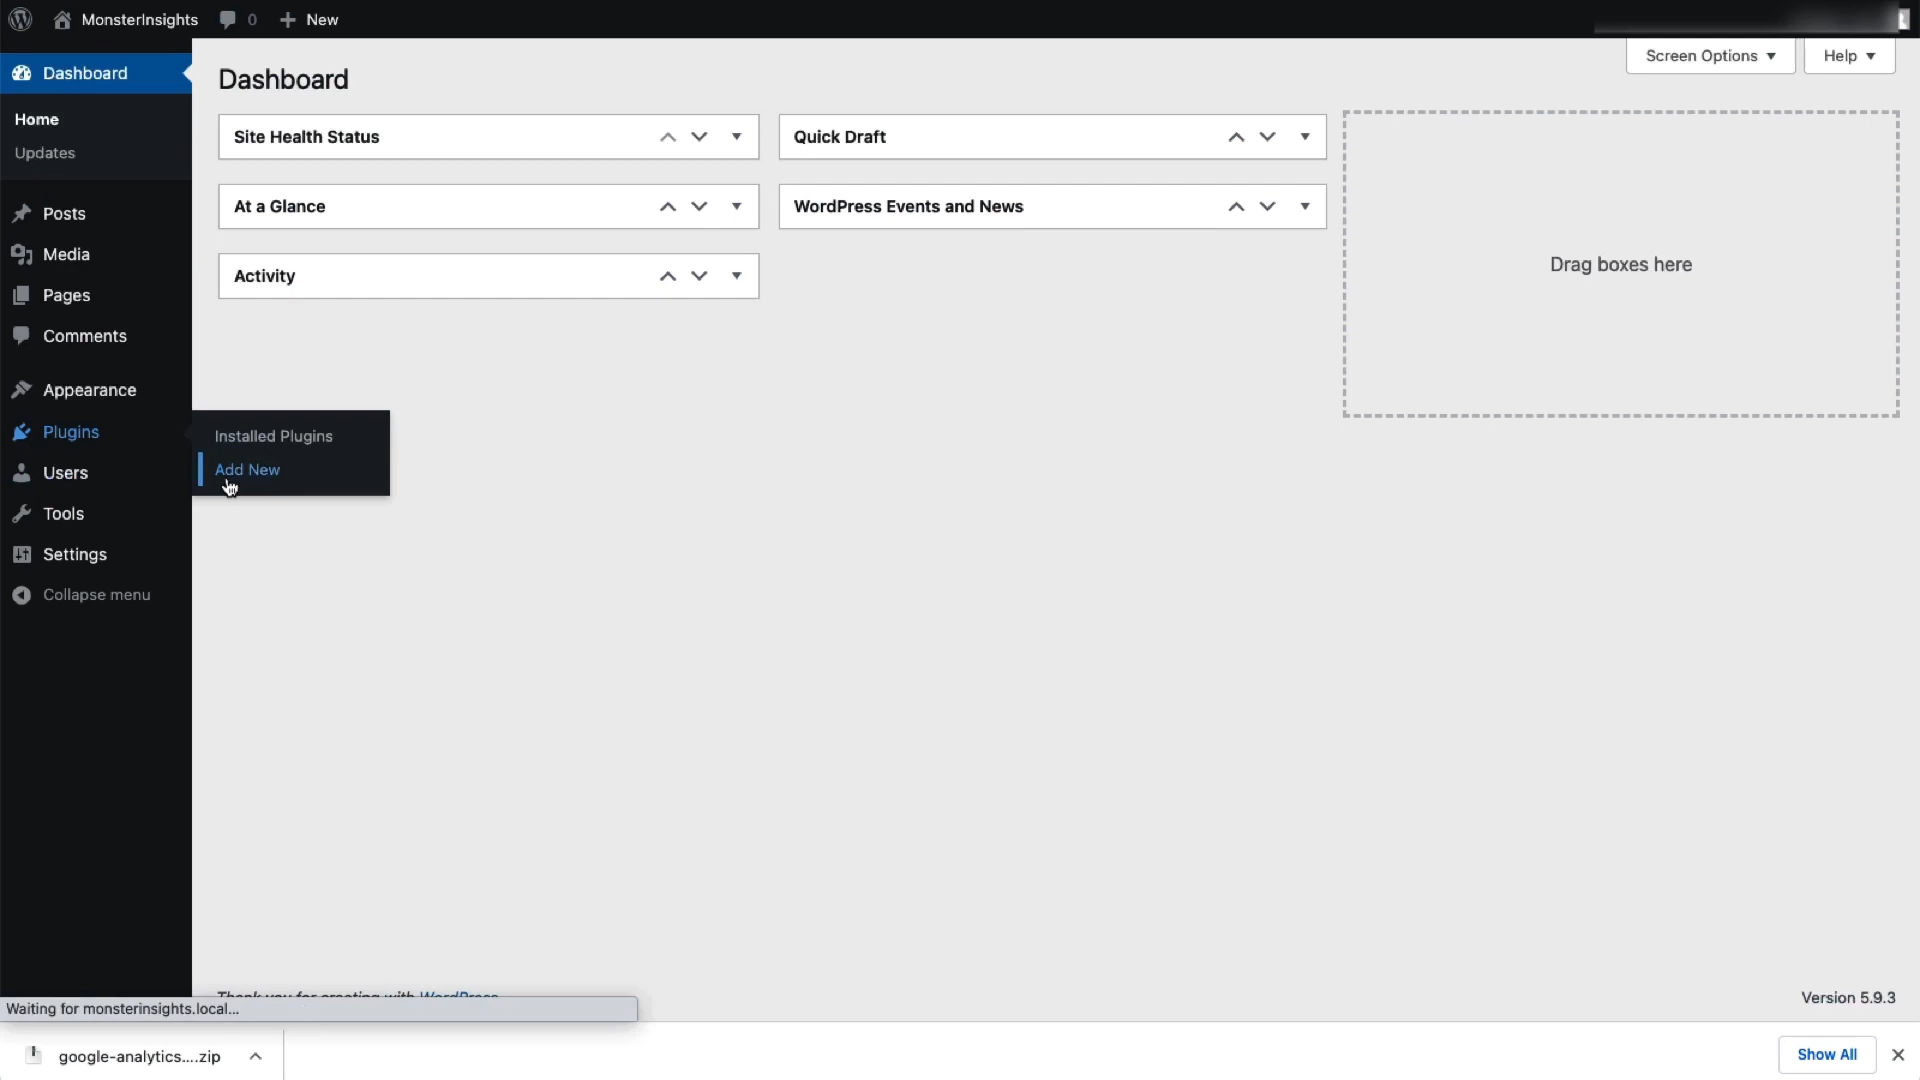 MonsterInsights 0 New
Screen Options Help
Dashboard
Home
Updates
Posts
Media
Pages
Comments
Appearance
Plugins
Users
Tools
Settings
Collapse menu
Installed Plugins
Add New
Dashboard
Site Health Status
At a Glance
Activity
Quick Draft
WordPress Events and News
Drag boxes here
Thank you for creating with WordPress
Version 5.9.3
Waiting for monsterinsights.local...
google-analytics....zip
Show All